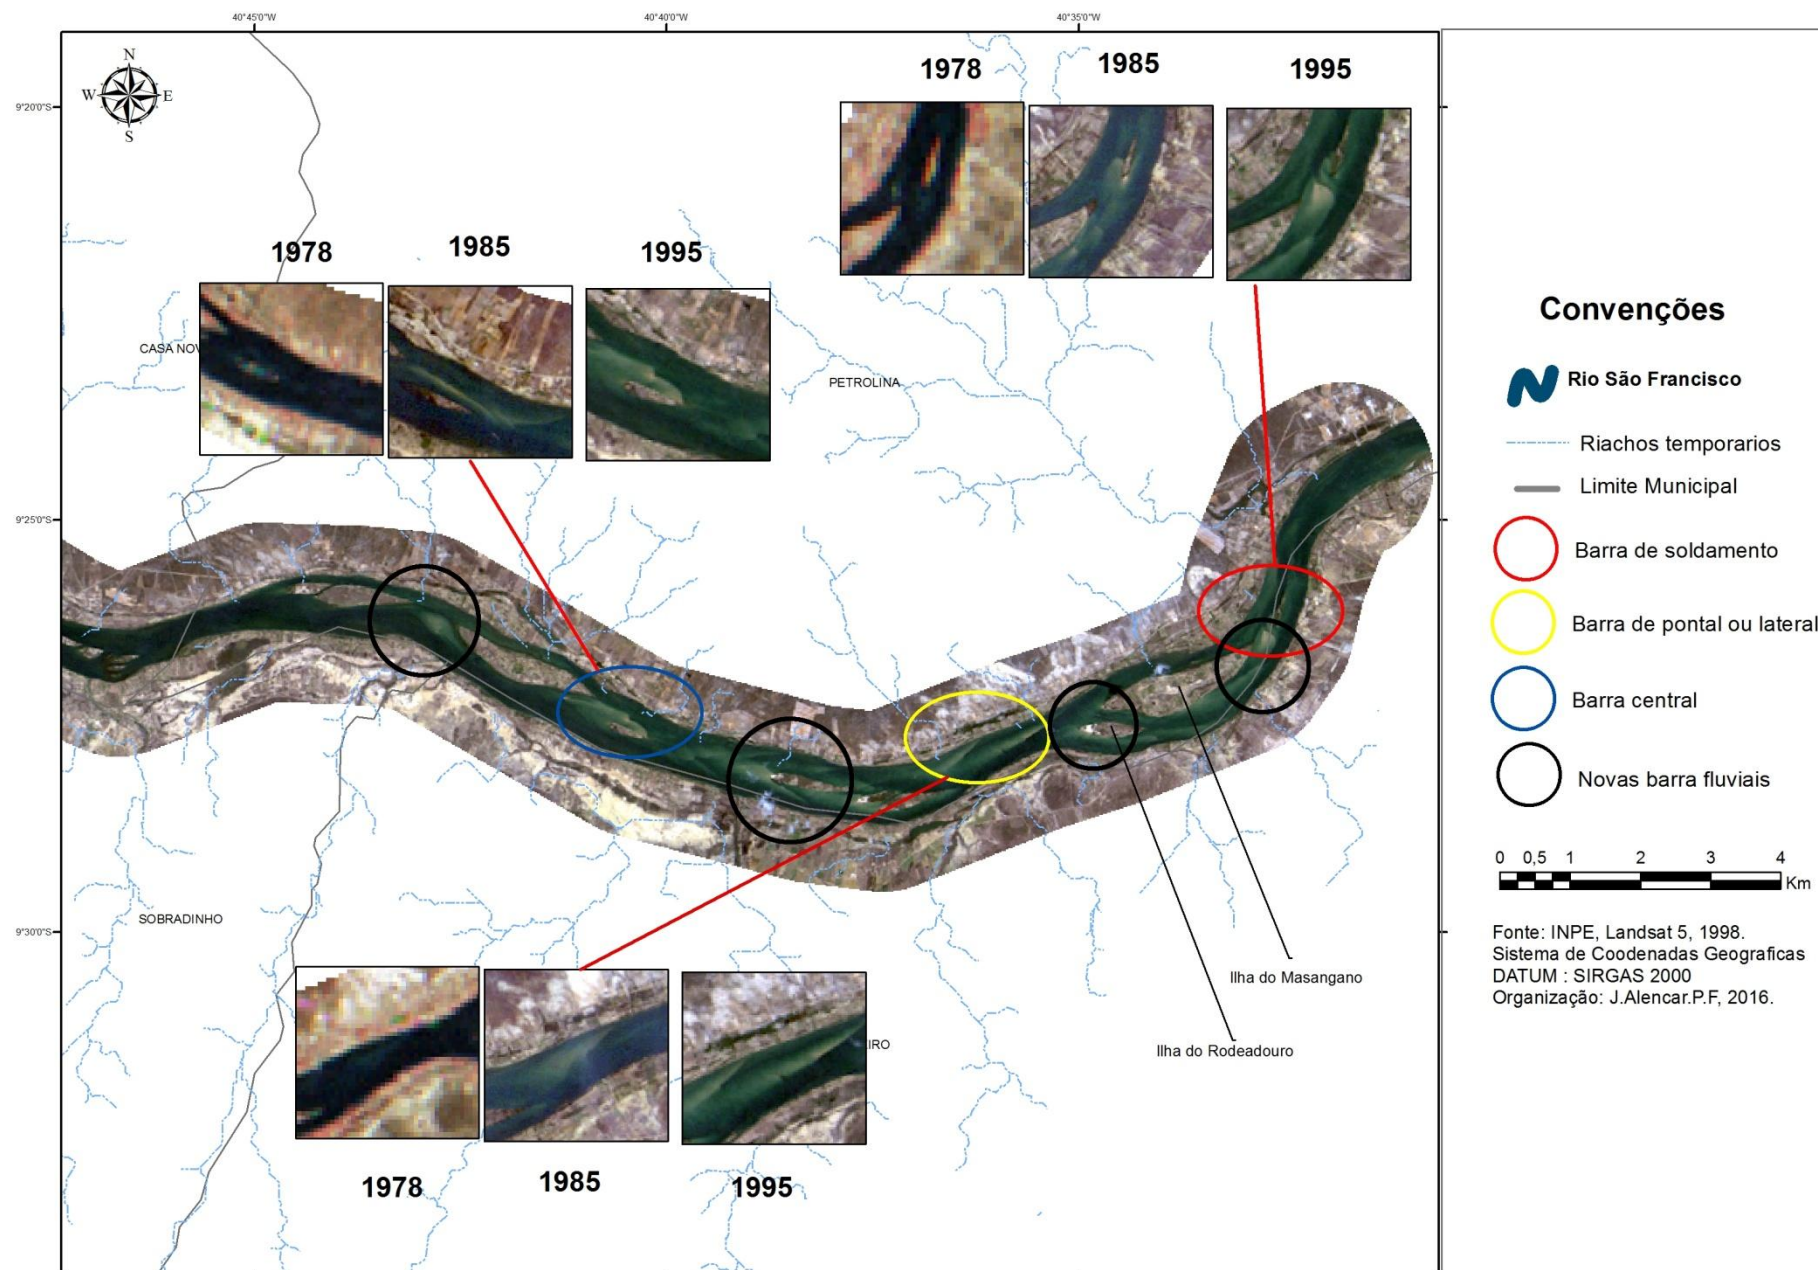 40°45'0"W
40°40'0"W
40°35'0"W
N
W
E
S
9°20'0"S
9°25'0"S
9°30'0"S
1978
1985
1995
1978
1985
1995
CASA NOV
PETROLINA
SOBRADINHO
IRO
Ilha do Masangano
Ilha do Rodeadouro
1978
1985
1995
Convenções
Rio São Francisco
Riachos temporarios
Limite Municipal
Barra de soldamento
Barra de pontal ou lateral
Barra central
Novas barra fluviais
0 0,5 1 2 3 4
Km
Fonte: INPE, Landsat 5, 1998.
Sistema de Coodenadas Geograficas
DATUM : SIRGAS 2000
Organização: J.Alencar.P.F, 2016.